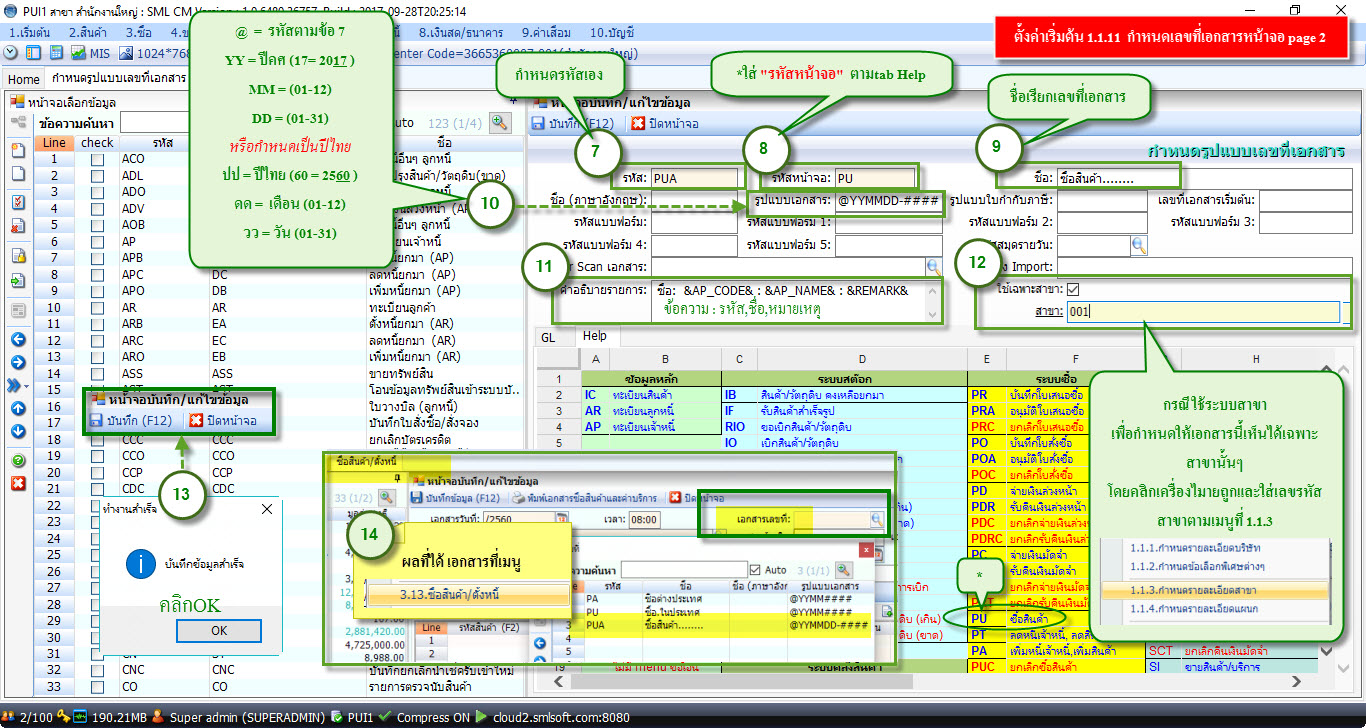 PUI1 สาขา สำนักงานใหญ่ : SML CM
2017-09-28T20:25:14
1.เริ่มต้น 2.สินค้า 3.ซื้อ
8.เงินสด/ธนาคาร 9.ค่าเสื่อม 10.บัญชี
MIS 1024*768
ตั้งค่าเริ่มต้น 1.1.11 กำหนดเลขที่เอกสารหน้าจอ page 2
Home กำหนดรูปแบบเลขที่เอกสาร
@ = รหัสตามข้อ 7
YY = ปีคศ (17= 2017 )
MM = (01-12)
DD = (01-31)
หรือกำหนดเป็นปีไทย
ปป = ปีไทย (60 = 2560 )
ดด = เดือน (01-12)
วว = วัน (01-31)
กำหนดรหัสเอง
*ใส่ "รหัสหน้าจอ" ตามtab Help
ชื่อเรียกเลขที่เอกสาร
หน้าจอเลือกข้อมูล
ข้อความค้นหา
Auto 123 (1/4)
Line check รหัส ชื่อ
1 ACO
2 ADL
3 ADO
4 ADV
5 AOB
6 AP
7 APB
8 APC DC ลดหนี้ยกมา (AP)
9 APO DB เพิ่มหนี้ยกมา (AP)
10 AR AR ทะเบียนลูกค้า
11 ARB EA ตั้งหนี้ยกมา (AR)
12 ARC EC ลดหนี้ยกมา (AR)
13 ARO EB เพิ่มหนี้ยกมา (AR)
14 ASS ASS ขายทรัพย์สิน
15 AST AST โอนข้อมูลทรัพย์สินเข้าระบบบั..
16 ใบวางบิล (ลูกหนี้)
17 บันทึกใบสั่งซื้อ/สั่งจอง
18 CCC CCC ยกเลิกบัตรเครดิต
19 CCO CCO
20 CCP CCP
21 CDC CDC
22
23
24
25
26
27
28
29
30
31
32 CNC CNC บันทึกยกเลิกนำเช็ครับเข้าใหม่
33 CO CO รายการตรวจนับสินค้า
หน้าจอบันทึก/แก้ไขข้อมูล
บันทึก (F12) ปิดหน้าจอ
13
ทำงานสำเร็จ
บันทึกข้อมูลสำเร็จ
คลิกOK
OK
หน้าจอบันทึก/แก้ไขข้อมูล
บันทึก (F12) ปิดหน้าจอ
กำหนดรูปแบบเลขที่เอกสาร
7 8 9
รหัส: PUA รหัสหน้าจอ: PU ชื่อ: ซื้อสินค้า........
10
ชื่อ (ภาษาอังกฤษ): รูปแบบเอกสาร: @YYMMDD-#### รูปแบบใบกำกับภาษี: เลขที่เอกสารเริ่มต้น:
รหัสแบบฟอร์ม: รหัสแบบฟอร์ม 1: รหัสแบบฟอร์ม 2: รหัสแบบฟอร์ม 3:
รหัสแบบฟอร์ม 4: รหัสแบบฟอร์ม 5:
11 12
Scan เอกสาร: Import:
คำอธิบายรายการ: ชื่อ: &AP_CODE& : &AP_NAME& : &REMARK&
ข้อความ : รหัส,ชื่อ,หมายเหตุ
ใช้เฉพาะสาขา:
สาขา: 001
GL Help
A B C D E F H
1 ข้อมูลหลัก ระบบสต๊อก ระบบซื้อ
2 IC ทะเบียนสินค้า IB สินค้า/วัตถุดิบ คงเหลือยกมา PR บันทึกใบเสนอซื้อ
3 AR ทะเบียนลูกหนี้ IF รับสินค้าสำเร็จรูป PRA อนุมัติใบเสนอซื้อ
4 AP ทะเบียนเจ้าหนี้ RIO ขอเบิกสินค้า/วัตถุดิบ PRC ยกเลิกใบเสนอซื้อ
5 IO เบิกสินค้า/วัตถุดิบ PO บันทึกใบสั่งซื้อ
POA อนุมัติใบสั่งซื้อ
POC ยกเลิกใบสั่งซื้อ
PD จ่ายเงินล่วงหน้า
PDR รับคืนเงินล่วงหน้า
PDC ยกเลิกจ่ายเงินล่วง
PDRC ยกเลิกรับคืนเงินล่วง
PC จ่ายเงินมัดจำ
รับคืนเงินมัดจำ
ยกเลิกจ่ายเงินมัดจำ
ยกเลิกรับคืนเงินมัด
PU ซื้อสินค้า
PT ลดหนี้เจ้าหนี้, ลดสิ
PA เพิ่มหนี้เจ้าหนี้,เพิ่มสินค้า SCT ยกเลิกคืนเงินมัดจำ
PUC ยกเลิกซื้อสินค้า SI ขายสินค้า/บริการ
*
กรณีใช้ระบบสาขา
เพื่อกำหนดให้เอกสารนี้เห็นได้เฉพาะ
สาขานั้นๆ
โดยคลิกเครื่องไมายถูกและใส่เลขรหัส
สาขาตามเมนูที่ 1.1.3
1.1.1.กำหนดรายละเอียดบริษัท
1.1.2.กำหนดข้อเลือกพิเศษต่างๆ
1.1.3.กำหนดรายละเอียดสาขา
1.1.4.กำหนดรายละเอียดแผนก
ซื้อสินค้า/ตั้งหนี้
33 (1/2)
หน้าจอบันทึก/แก้ไขข้อมูล
บันทึกข้อมูล (F12) พิมพ์เอกสารซื้อสินค้าและค่าบริการ ปิดหน้าจอ
เอกสารวันที่: /2560 เวลา: 08:00 เอกสารเลขที่:
14
ผลที่ได้ เอกสารที่เมนู
3.13.ซื้อสินค้า/ตั้งหนี้
ความค้นหา Auto 3 (1/1)
รหัส ชื่อ ชื่อ (ภาษาอังก รูปแบบเอกสาร
PA ซื้อต่างประเทศ @YYMM####
PU ซื้อ.ในประเทศ @YYMM####
3 PUA ซื้อสินค้า........ @YYMMDD-####
4
5
Line รหัสสินค้า (F2)
1
2
2,881,420.00
4,725,000.00
8,988.00
2/100 190.21MB Super admin (SUPERADMIN) PUI1 Compress ON cloud2.smlsoft.com:8080